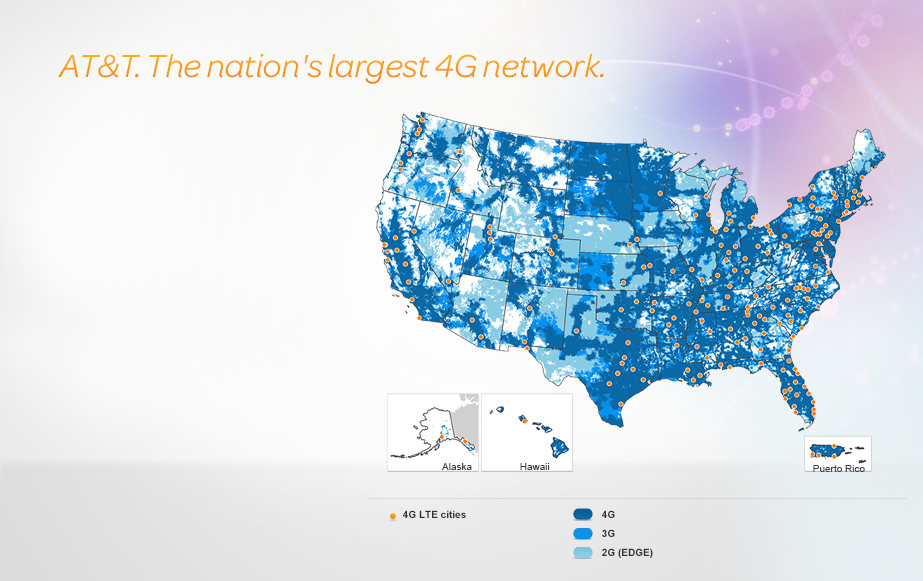 AT&T. The nation's largest 4G network.
Alaska
Hawaii
Puerto Rico
4G LTE cities
4G
3G
2G (EDGE)